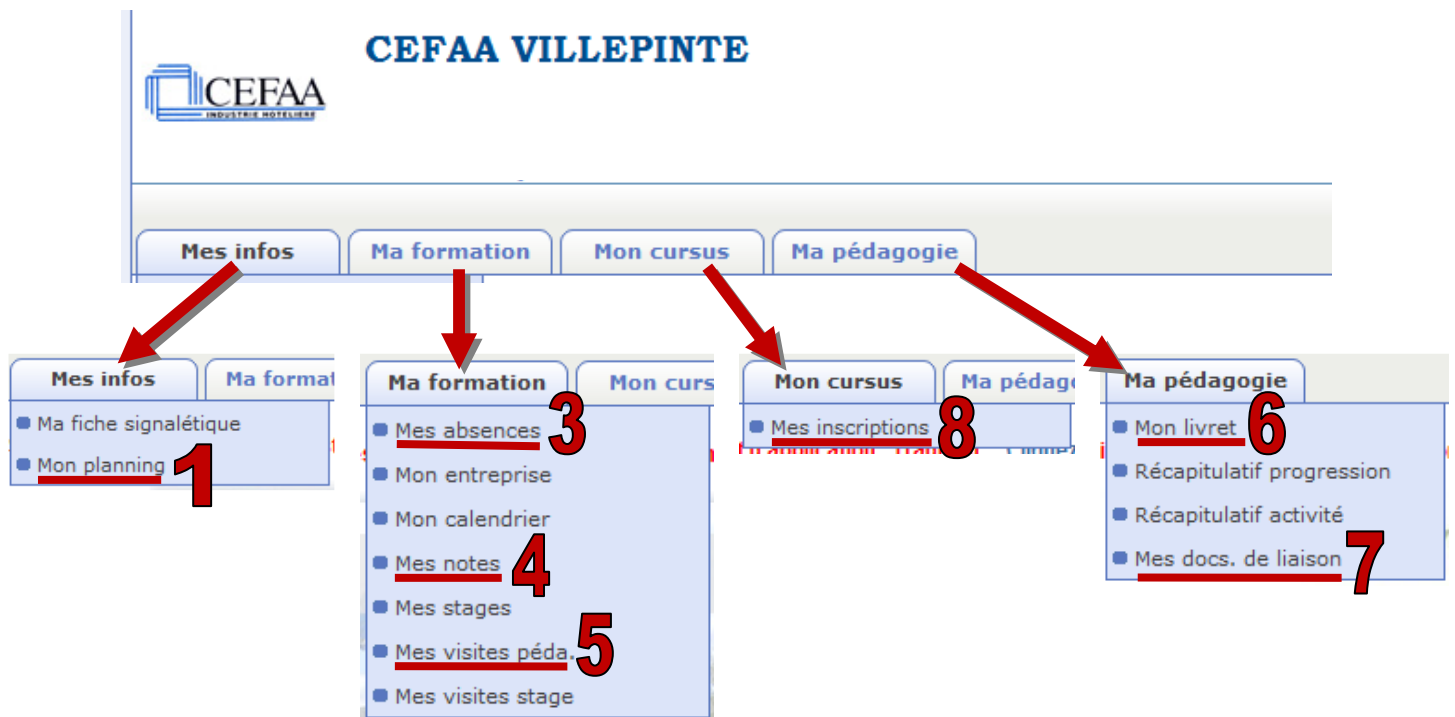 CEFAA VILLEPINTE
CEFAA
INDUSTRIE HOTELIERE
Mes infos
Ma formation
Mon cursus
Ma pédagogie
Mes infos
Ma format
Ma fiche signalétique
Mon planning
1
Ma formation
Mon curs
Mes absences
3
Mon entreprise
Mon calendrier
Mes notes
4
Mes stages
Mes visites péda.
5
Mes visites stage
Mon cursus
Ma pédago
Mes inscriptions
8
Ma pédagogie
Mon livret
6
Récapitulatif progression
Récapitulatif activité
Mes docs. de liaison
7